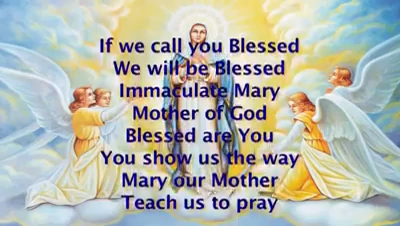 If we call you Blessed
We will be Blessed
Immaculate Mary
Mother of God
Blessed are You
You show us the way
Mary our Mother
Teach us to pray